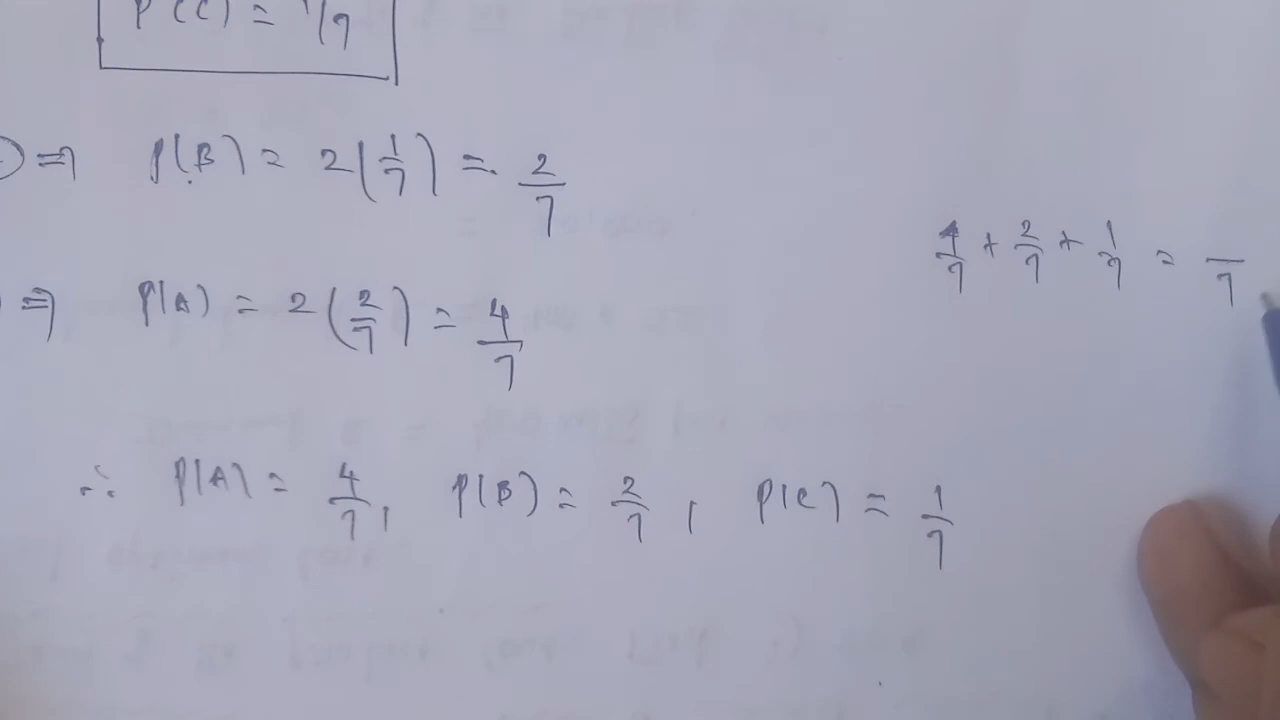 P(C) = 1/7
⇒ P(B) = 2(1/7) = 2/7
4/7 + 2/7 + 1/7 = /7
⇒ P(A) = 2(2/7) = 4/7
∴ P(A) = 4/7, P(B) = 2/7, P(C) = 1/7